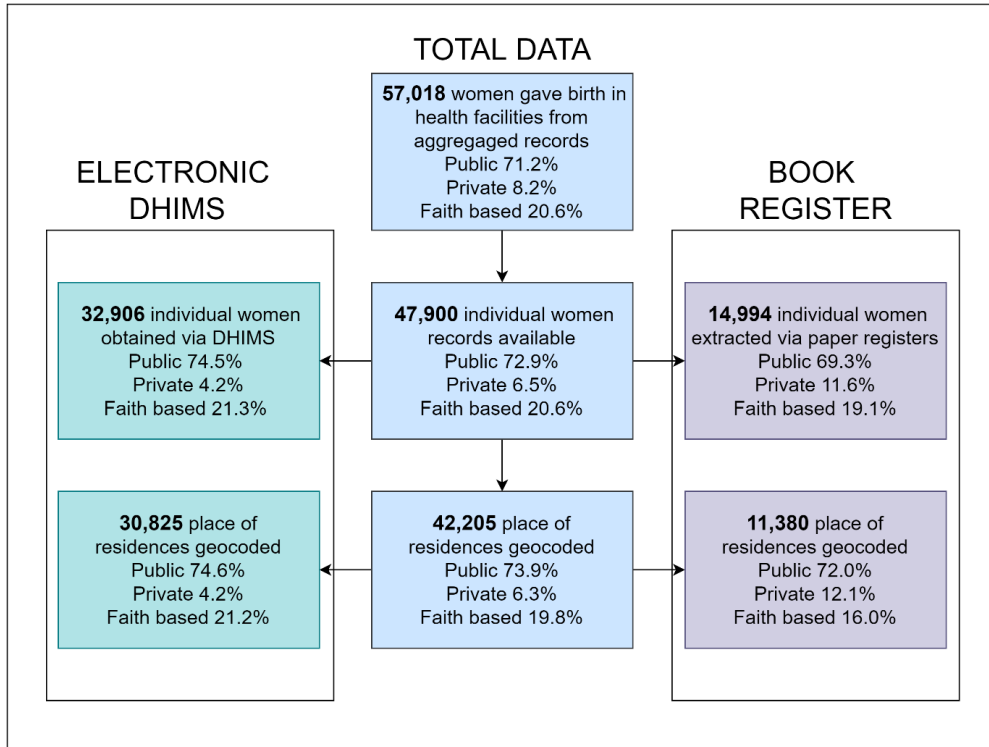 TOTAL DATA
57,018 women gave birth in
health facilities from
aggregaged records
Public 71.2%
Private 8.2%
Faith based 20.6%
ELECTRONIC
DHIMS
BOOK
REGISTER
32,906 individual women
obtained via DHIMS
Public 74.5%
Private 4.2%
Faith based 21.3%
47,900 individual women
records available
Public 72.9%
Private 6.5%
Faith based 20.6%
14,994 individual women
extracted via paper registers
Public 69.3%
Private 11.6%
Faith based 19.1%
30,825 place of
residences geocoded
Public 74.6%
Private 4.2%
Faith based 21.2%
42,205 place of
residences geocoded
Public 73.9%
Private 6.3%
Faith based 19.8%
11,380 place of
residences geocoded
Public 72.0%
Private 12.1%
Faith based 16.0%